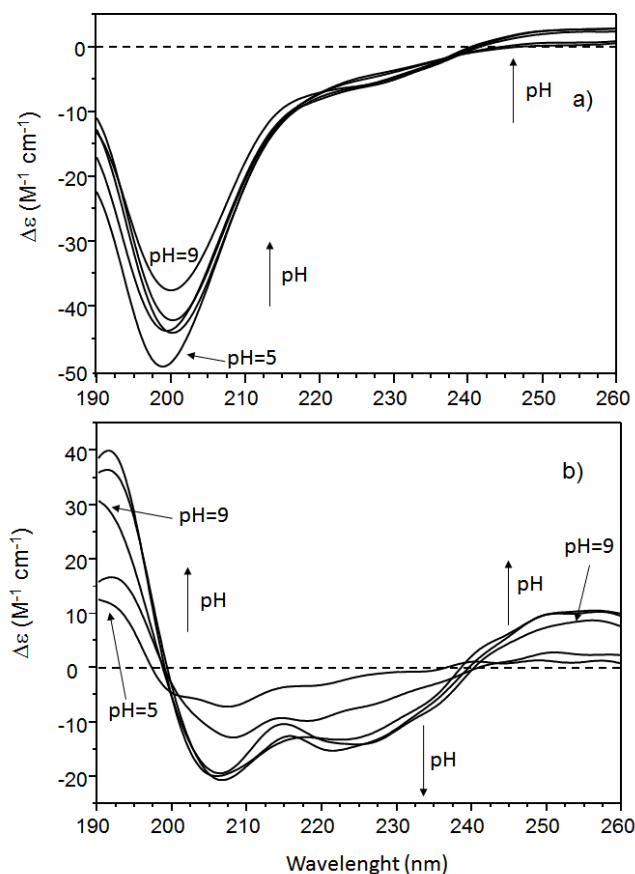 0
-10
-20
-30
-40
-50
Δε (M⁻¹ cm⁻¹)
pH
a)
pH=9
pH
pH=5
190 200 210 220 230 240 250 260
40
30
20
10
0
-10
-20
Δε (M⁻¹ cm⁻¹)
b)
pH=9
pH=9
pH
pH
pH=5
pH
190 200 210 220 230 240 250 260
Wavelenght (nm)